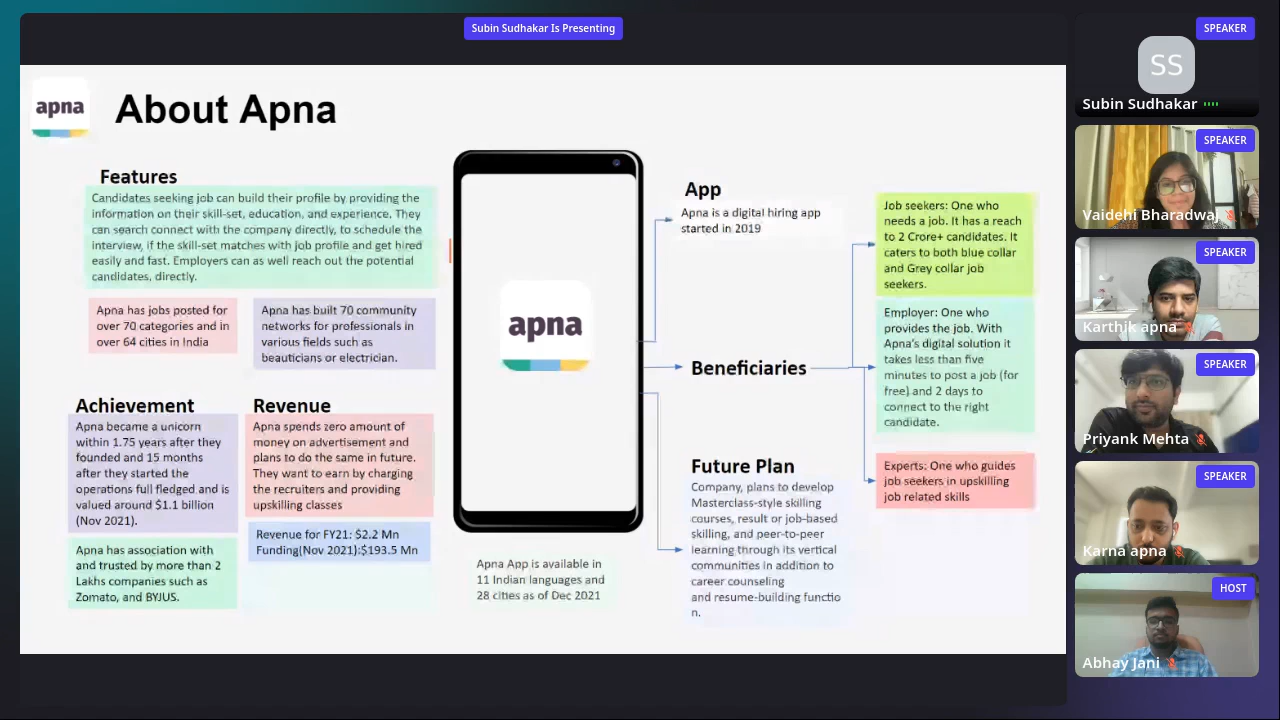 Subin Sudhakar Is Presenting
apna
About Apna
Features
Candidates seeking job can build their profile by providing the
information on their skill-set, education, and experience. They
can search connect with the company directly, to schedule the
interview, if the skill-set matches with job profile and get hired
easily and fast. Employers can as well reach out the potential
candidates, directly.
Apna has jobs posted for
over 70 categories and in
over 64 cities in India
Apna has built 70 community
networks for professionals in
various fields such as
beauticians or electrician.
Achievement
Apna became a unicorn
within 1.75 years after they
founded and 15 months
after they started the
operations full fledged and is
valued around $1.1 billion
(Nov 2021).
Apna has association with
and trusted by more than 2
Lakhs companies such as
Zomato, and BYJUS.
Revenue
Apna spends zero amount of
money on advertisement and
plans to do the same in future.
They want to earn by charging
the recruiters and providing
upskilling classes
Revenue for FY21: $2.2 Mn
Funding(Nov 2021):$193.5 Mn
apna
Apna App is available in
11 Indian languages and
28 cities as of Dec 2021
App
Apna is a digital hiring app
started in 2019
Beneficiaries
Future Plan
Company, plans to develop
Masterclass-style skilling
courses, result or job-based
skilling, and peer-to-peer
learning through its vertical
communities in addition to
career counseling
and resume-building functio
n.
Job seekers: One who
needs a job. It has a reach
to 2 Crore+ candidates. It
caters to both blue collar
and Grey collar job
seekers.
Employer: One who
provides the job. With
Apna's digital solution it
takes less than five
minutes to post a job (for
free) and 2 days to
connect to the right
candidate.
Experts: One who guides
job seekers in upskilling
job related skills
SPEAKER
SS
Subin Sudhakar
SPEAKER
Vaidehi Bharadwaj
SPEAKER
Karthik apna
SPEAKER
Priyank Mehta
SPEAKER
Karna apna
HOST
Abhay Jani